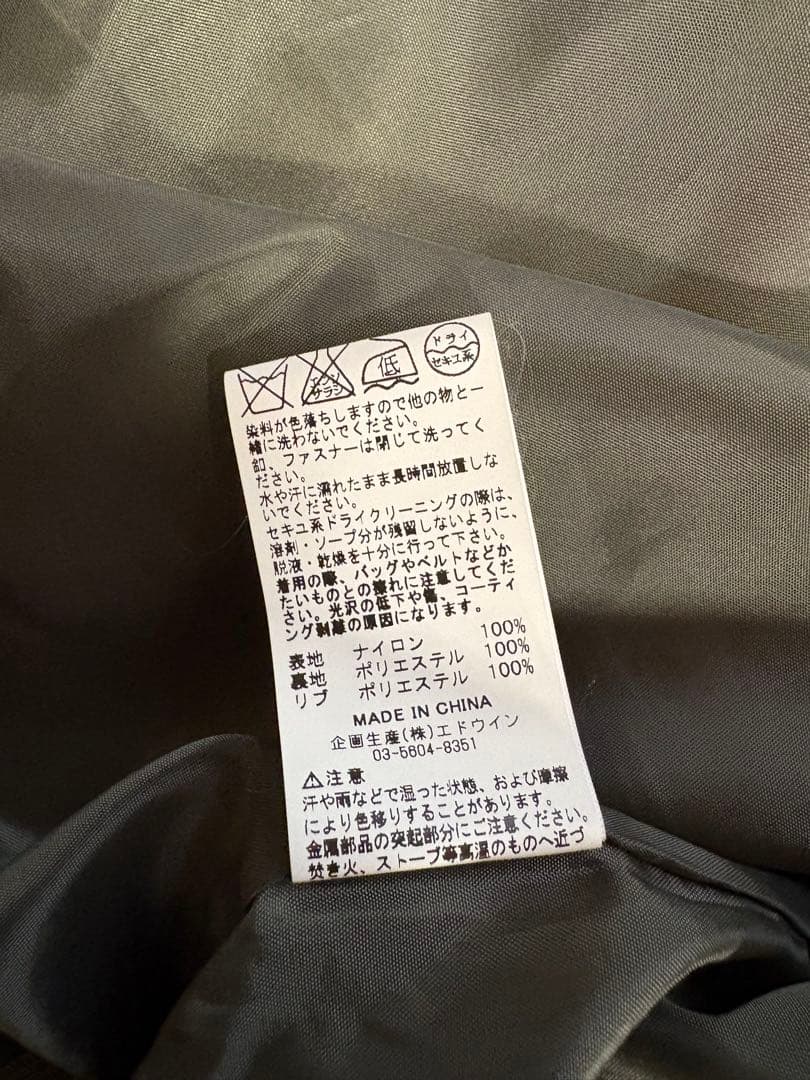 エンソ
サラシ
低
ドライ
セキユ系
染料が色落ちしますので他の物と一
緒に洗わないでください。
釦、ファスナーは閉じて洗ってく
ださい。
水や汗に濡れたまま長時間放置しな
いでください。
セキユ系ドライクリーニングの際は、
溶剤・ソープ分が残留しないように、
脱液・乾燥を十分に行って下さい。
着用の際、バッグやベルトなどか
たいものとの擦れに注意してくだ
さい。光沢の低下や傷、コーティ
ング剥離の原因になります。
表地 ナイロン 100%
裏地 ポリエステル 100%
リブ ポリエステル 100%
MADE IN CHINA
企画生産(株)エドウイン
03-5604-8351
⚠注意
汗や雨などで湿った状態、および摩擦
により色移りすることがあります。
金属部品の突起部分にご注意ください。
焚き火、ストーブ等高温のものへ近づ